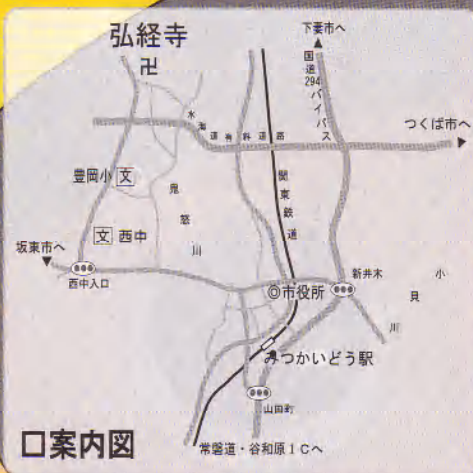 弘経寺
卍
下妻市へ
国道294バイパス
水海道有料道路
つくば市へ
豊岡小 文
鬼怒川
関東鉄道
文 西中
坂東市へ
西中入口
新井木
小貝川
◎市役所
みつかいどう駅
山田町
□案内図
常磐道・谷和原ICへ